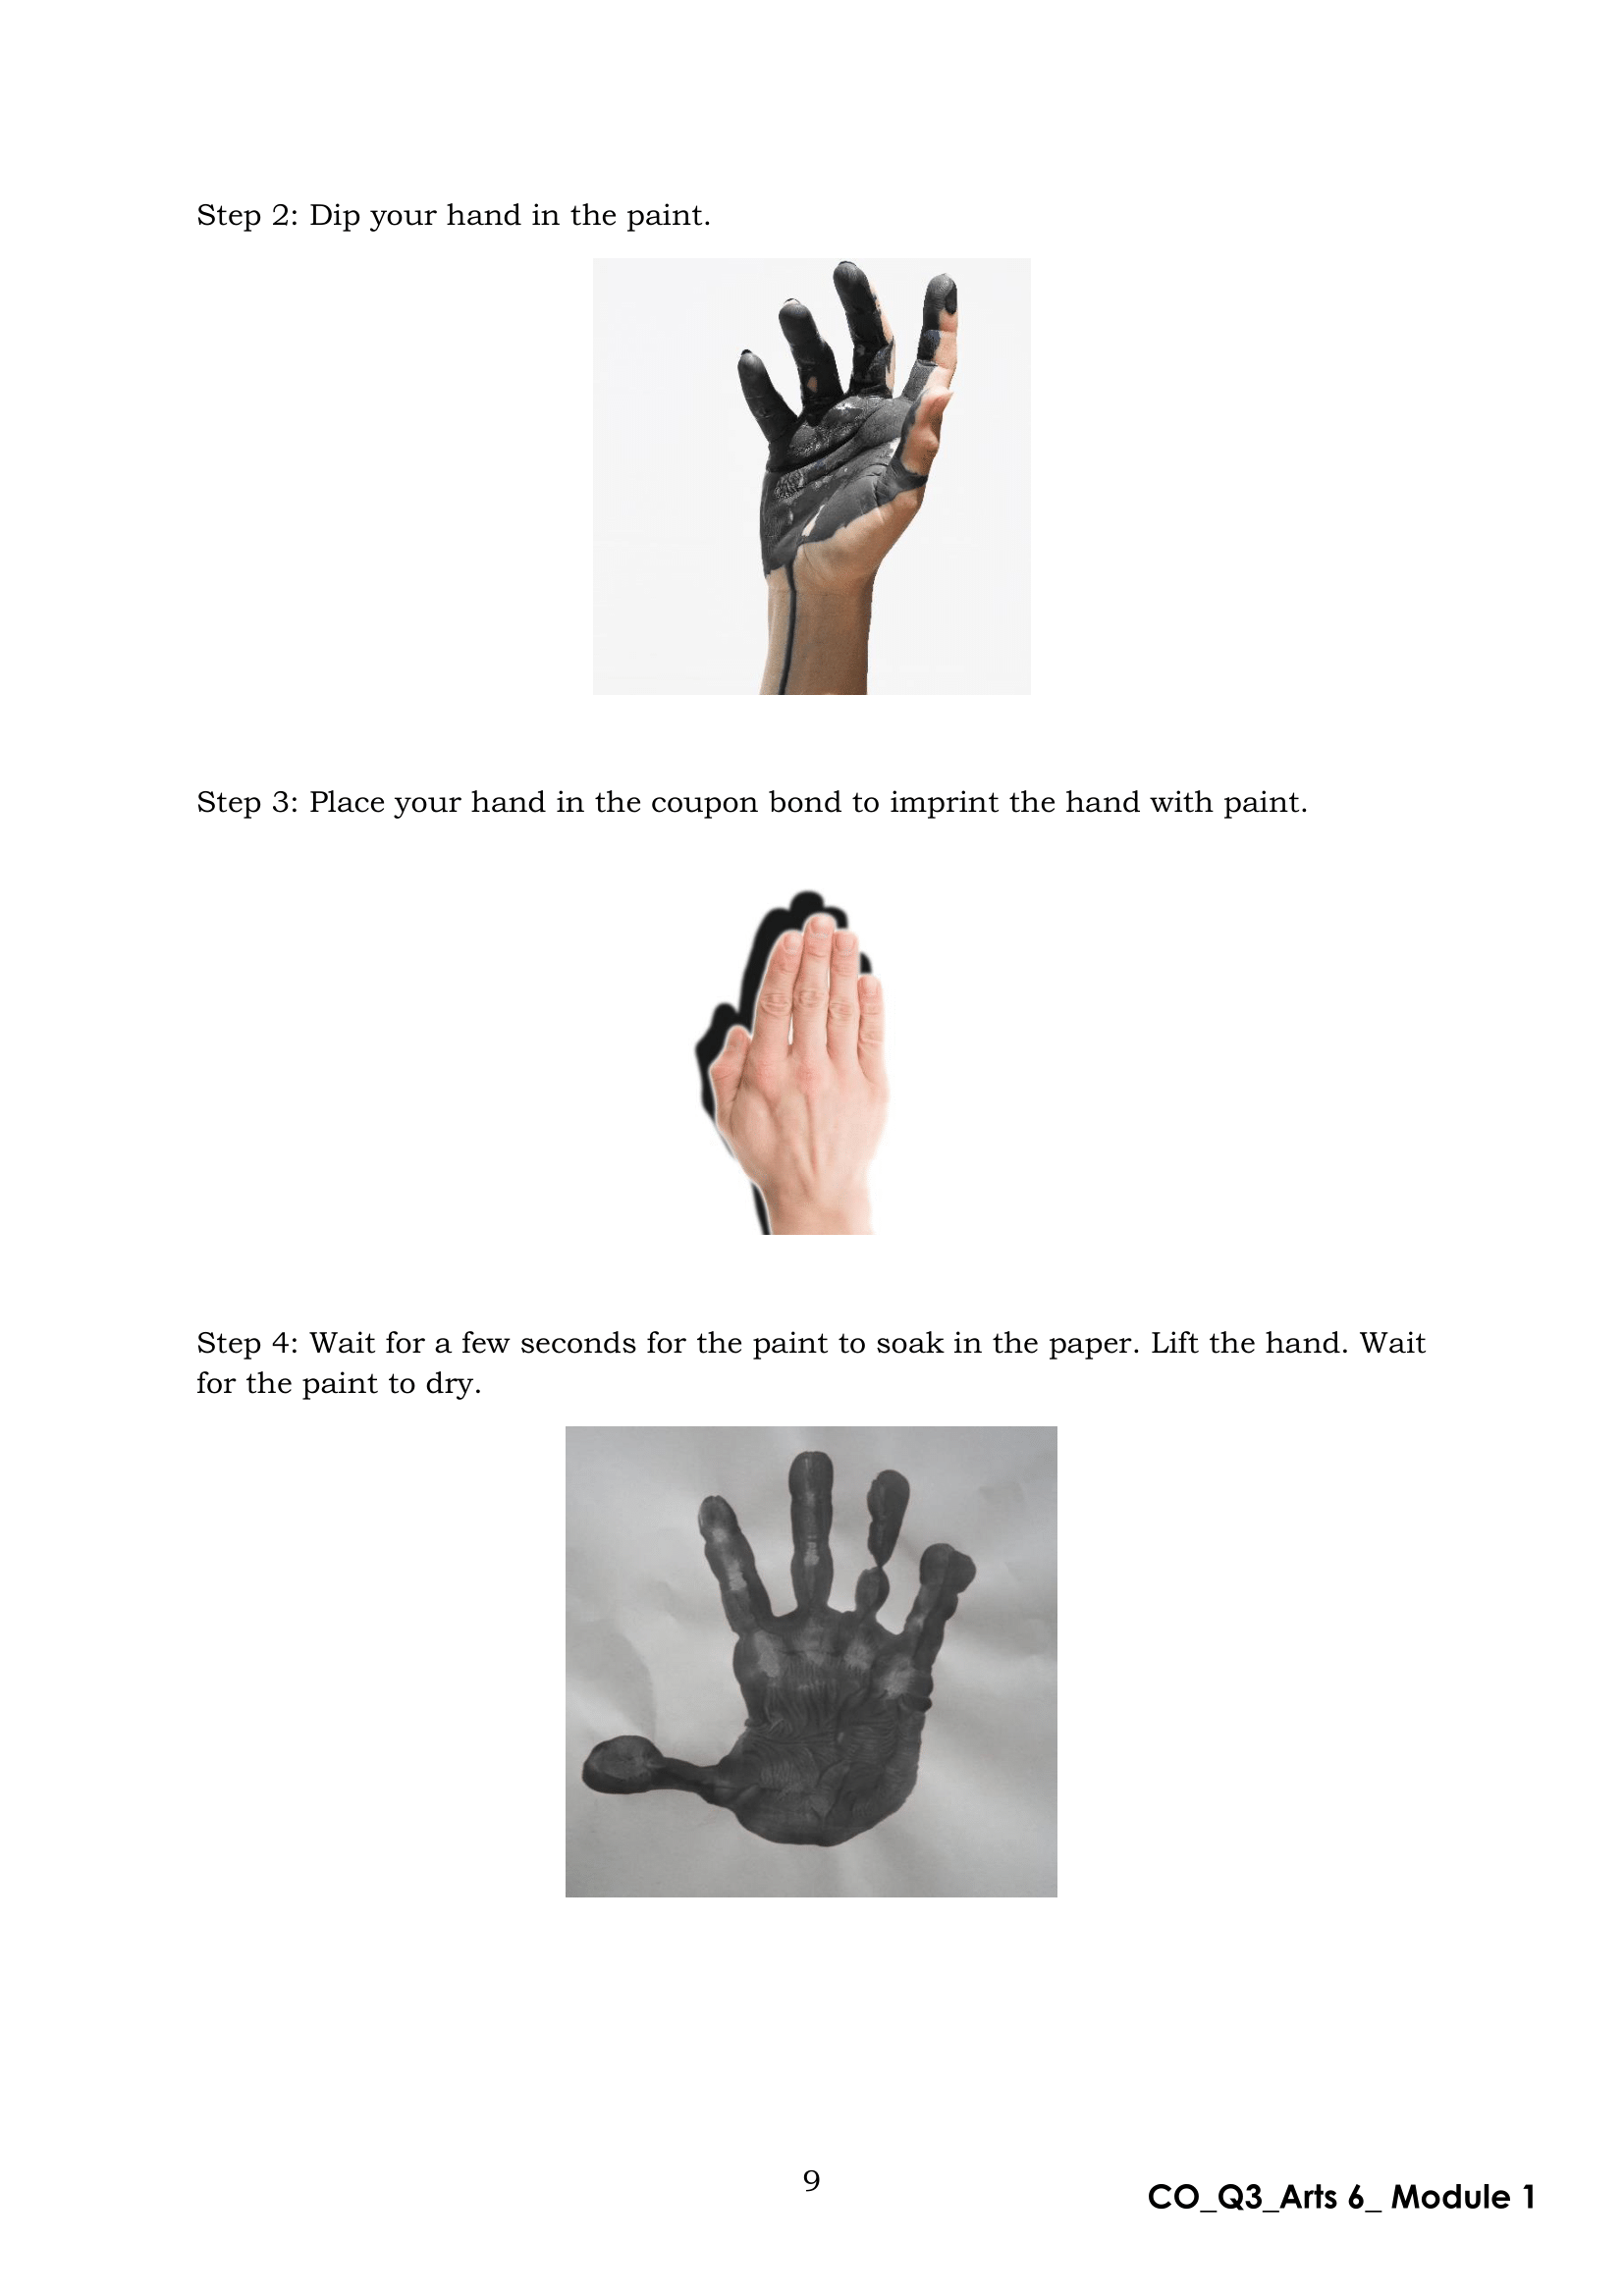 Step 2: Dip your hand in the paint.
Step 3: Place your hand in the coupon bond to imprint the hand with paint.
Step 4: Wait for a few seconds for the paint to soak in the paper. Lift the hand. Wait
for the paint to dry.
9
CO_Q3_Arts 6_ Module 1